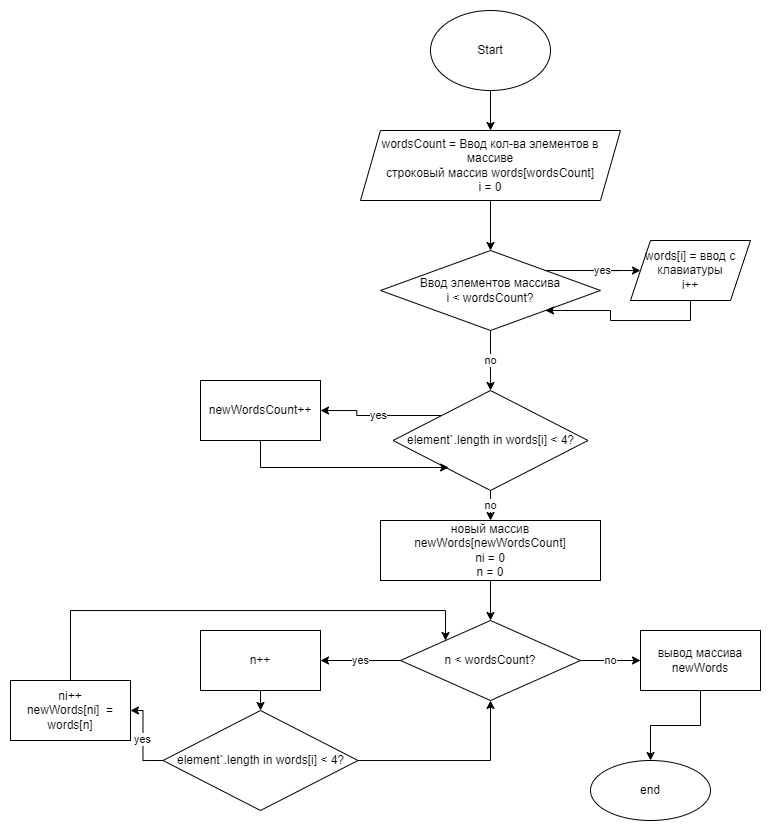 Start
wordsCount = Ввод кол-ва элементов в
массиве
строковый массив words[wordsCount]
i = 0
Ввод элементов массива
i < wordsCount?
yes
words[i] = ввод с
клавиатуры
i++
no
newWordsCount++
yes
element`.length in words[i] < 4?
no
новый массив
newWords[newWordsCount]
ni = 0
n = 0
n < wordsCount?
yes
n++
no
вывод массива
newWords
ni++
newWords[ni] =
words[n]
yes
element`.length in words[i] < 4?
end